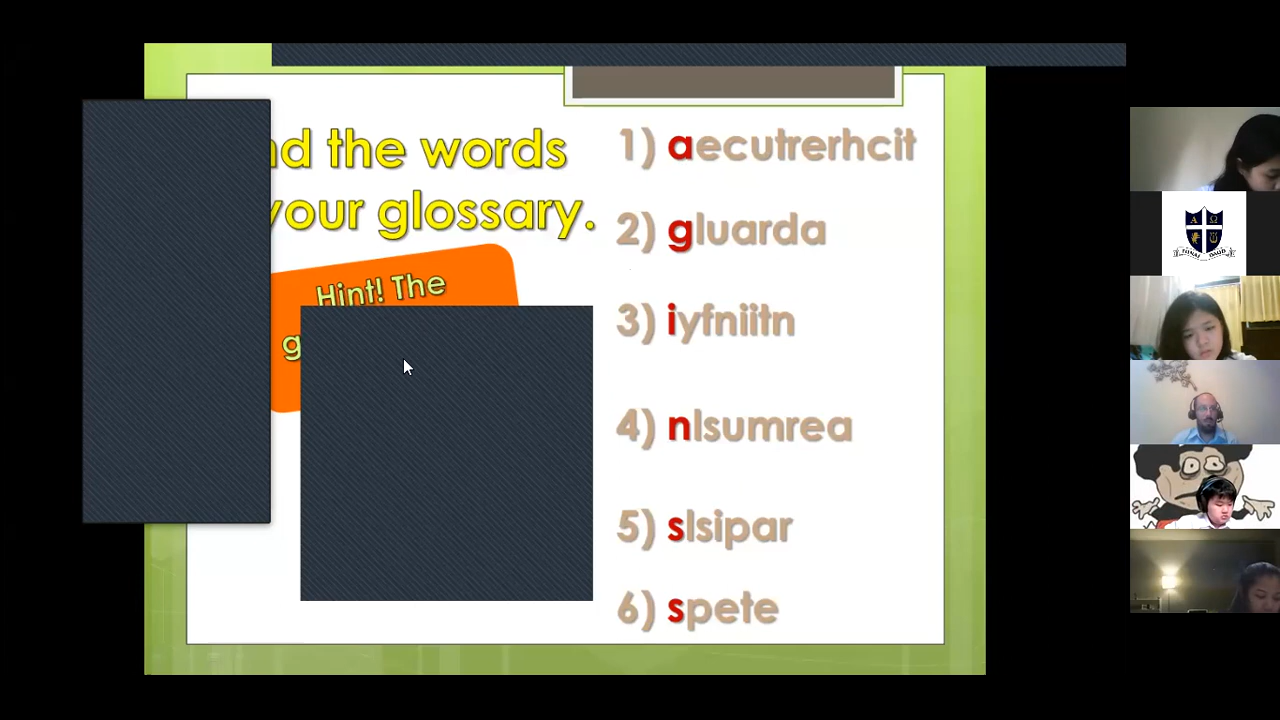 nd the words
your glossary.
Hint! The
g
1) aecutrerhcit
2) gluarda
3) iyfniitn
4) nlsumrea
5) slsipar
6) spete
Α Ω